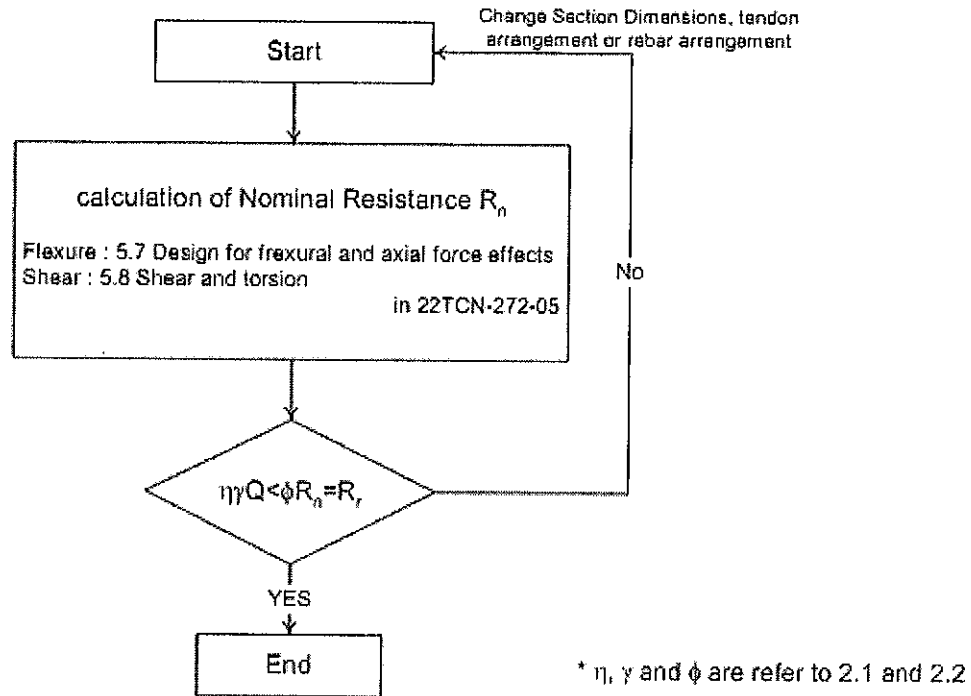 Change Section Dimensions, tendon
arrangement or rebar arrangement
Start
calculation of Nominal Resistance Rₙ
Flexure : 5.7 Design for frexural and axial force effects
Shear : 5.8 Shear and torsion
in 22TCN-272-05
No
ηγQ<ϕRₙ=Rᵣ
YES
End
* η, γ and ϕ are refer to 2.1 and 2.2